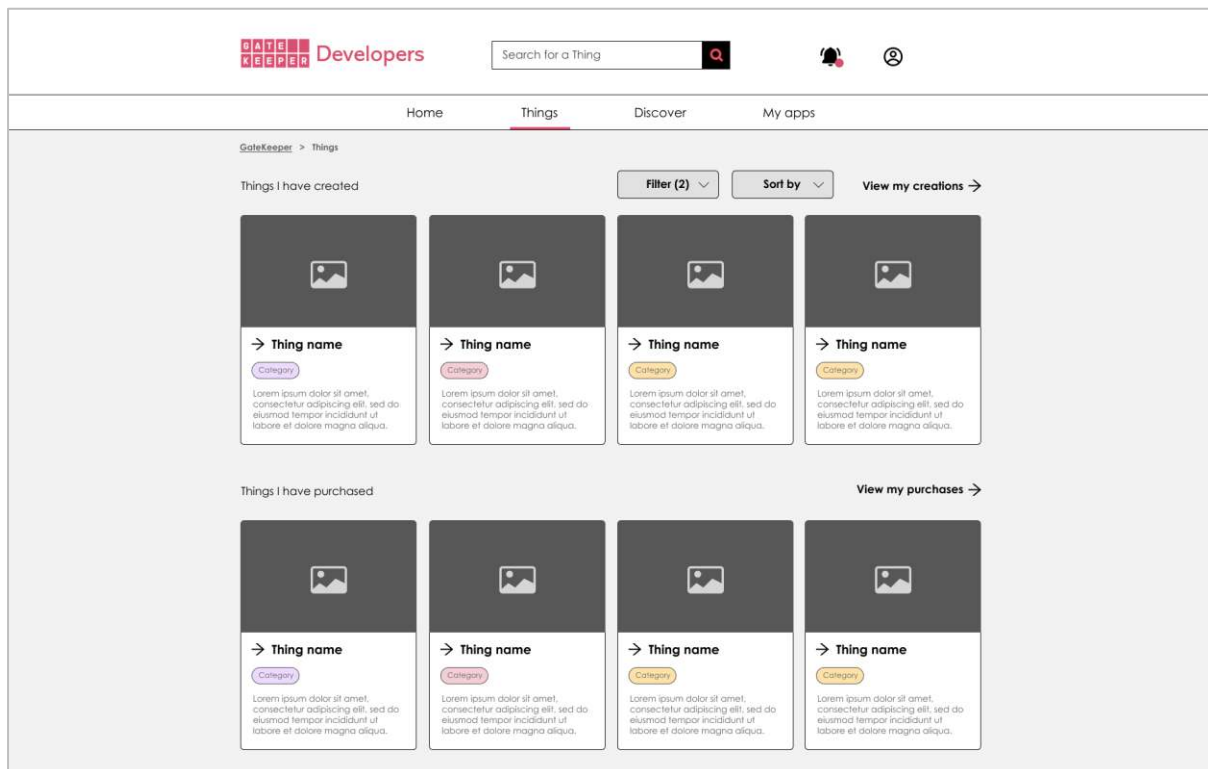 GATE
KEEPER
Developers
Search for a Thing
Home
Things
Discover
My apps
GateKeeper > Things
Things I have created
Filter (2)
Sort by
View my creations →
→ Thing name
Category
Lorem ipsum dolor sit amet,
consectetur adipiscing elit, sed do
eiusmod tempor incididunt ut
labore et dolore magna aliqua.
→ Thing name
Category
Lorem ipsum dolor sit amet,
consectetur adipiscing elit, sed do
eiusmod tempor incididunt ut
labore et dolore magna aliqua.
→ Thing name
Category
Lorem ipsum dolor sit amet,
consectetur adipiscing elit, sed do
eiusmod tempor incididunt ut
labore et dolore magna aliqua.
→ Thing name
Category
Lorem ipsum dolor sit amet,
consectetur adipiscing elit, sed do
eiusmod tempor incididunt ut
labore et dolore magna aliqua.
Things I have purchased
View my purchases →
→ Thing name
Category
Lorem ipsum dolor sit amet,
consectetur adipiscing elit, sed do
eiusmod tempor incididunt ut
labore et dolore magna aliqua.
→ Thing name
Category
Lorem ipsum dolor sit amet,
consectetur adipiscing elit, sed do
eiusmod tempor incididunt ut
labore et dolore magna aliqua.
→ Thing name
Category
Lorem ipsum dolor sit amet,
consectetur adipiscing elit, sed do
eiusmod tempor incididunt ut
labore et dolore magna aliqua.
→ Thing name
Category
Lorem ipsum dolor sit amet,
consectetur adipiscing elit, sed do
eiusmod tempor incididunt ut
labore et dolore magna aliqua.